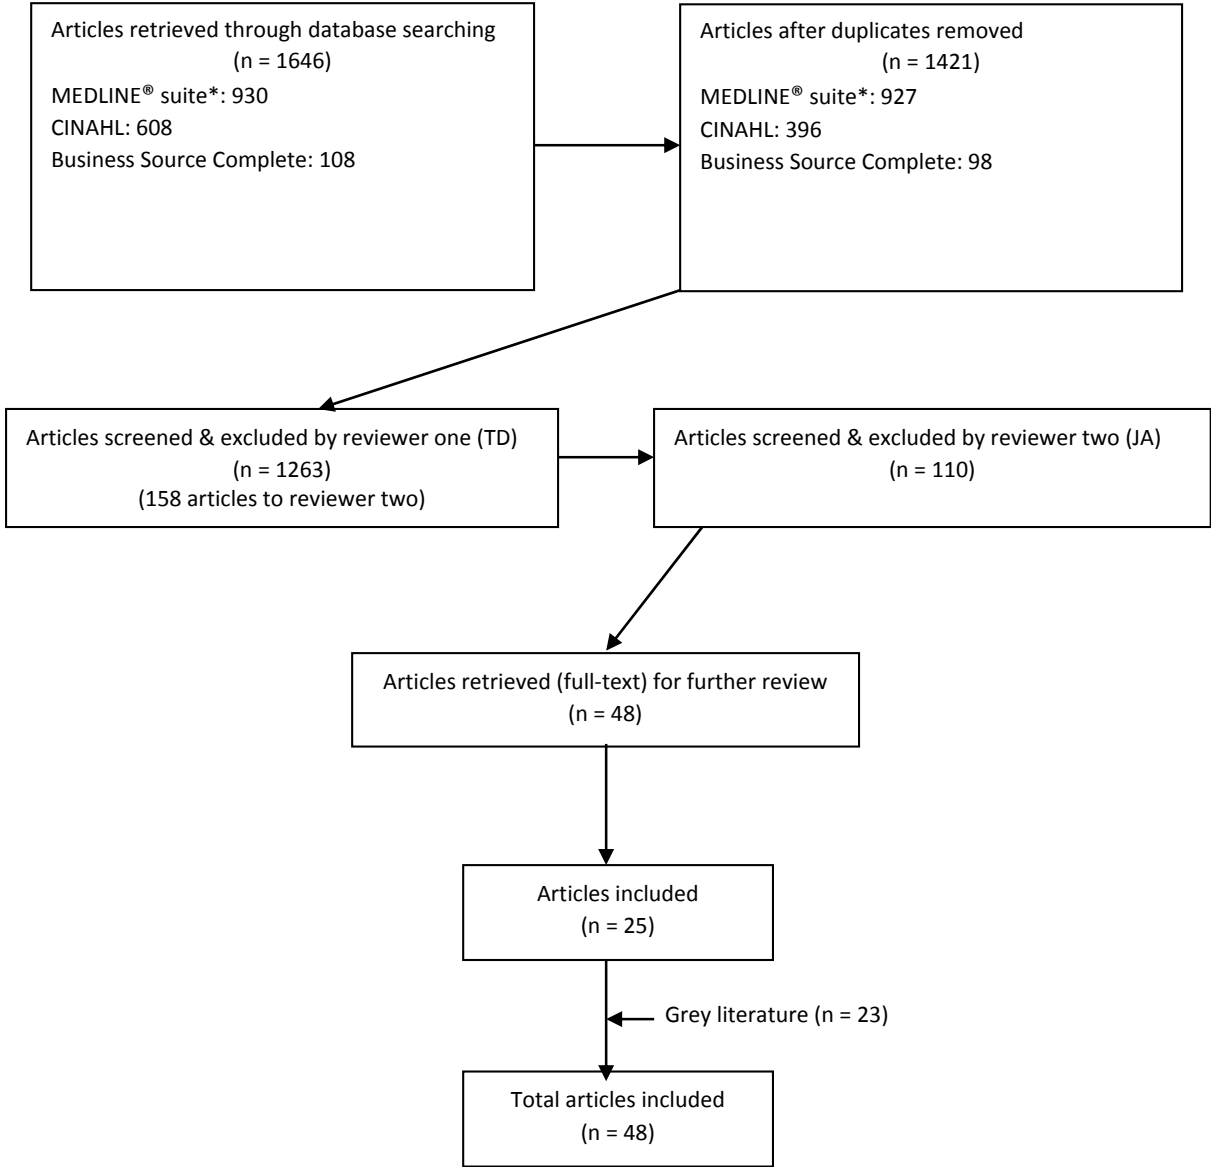 Articles retrieved through database searching
(n = 1646)
MEDLINE® suite*: 930
CINAHL: 608
Business Source Complete: 108
Articles after duplicates removed
(n = 1421)
MEDLINE® suite*: 927
CINAHL: 396
Business Source Complete: 98
Articles screened & excluded by reviewer one (TD)
(n = 1263)
(158 articles to reviewer two)
Articles screened & excluded by reviewer two (JA)
(n = 110)
Articles retrieved (full-text) for further review
(n = 48)
Articles included
(n = 25)
Grey literature (n = 23)
Total articles included
(n = 48)